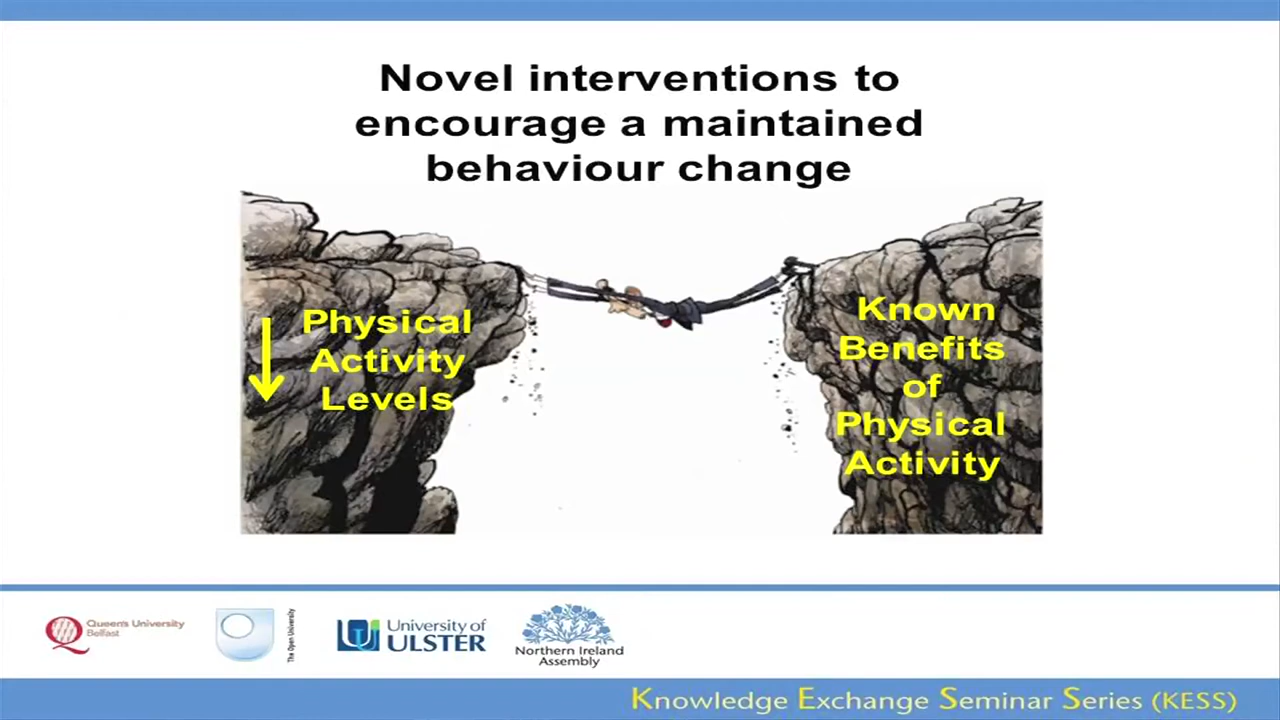 Novel interventions to
encourage a maintained
behaviour change
Physical
Activity
Levels
Known
Benefits
of
Physical
Activity
Queen's University
Belfast
The Open University
University of
ULSTER
Northern Ireland
Assembly
Knowledge Exchange Seminar Series (KESS)